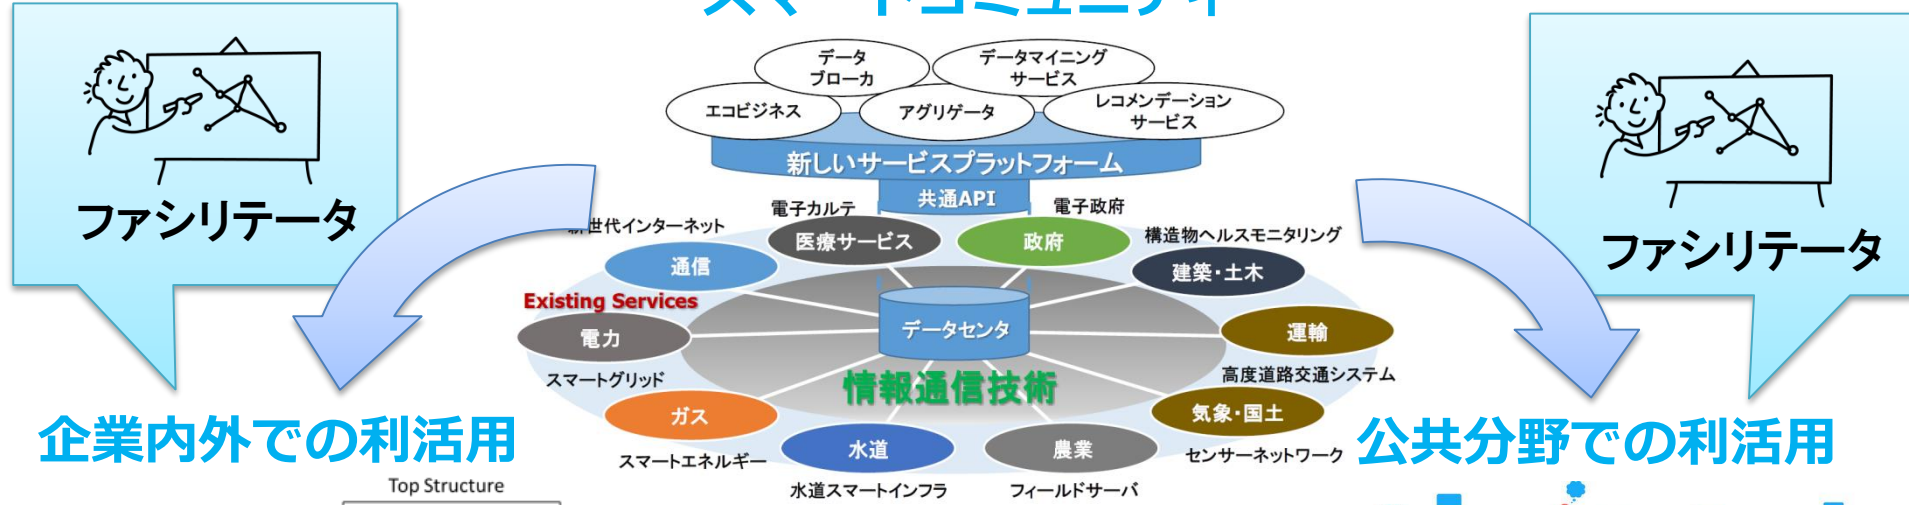 スマートコミュニティ
データ
ブローカ
データマイニング
サービス
エコビジネス
アグリゲータ
レコメンデーション
サービス
新しいサービスプラットフォーム
共通API
ファシリテータ
ファシリテータ
新世代インターネット
電子カルテ
電子政府
構造物ヘルスモニタリング
通信
医療サービス
政府
建築・土木
Existing Services
電力
データセンタ
運輸
スマートグリッド
情報通信技術
高度道路交通システム
ガス
気象・国土
企業内外での利活用
公共分野での利活用
スマートエネルギー
水道
農業
センサーネットワーク
水道スマートインフラ
フィールドサーバ
Top Structure